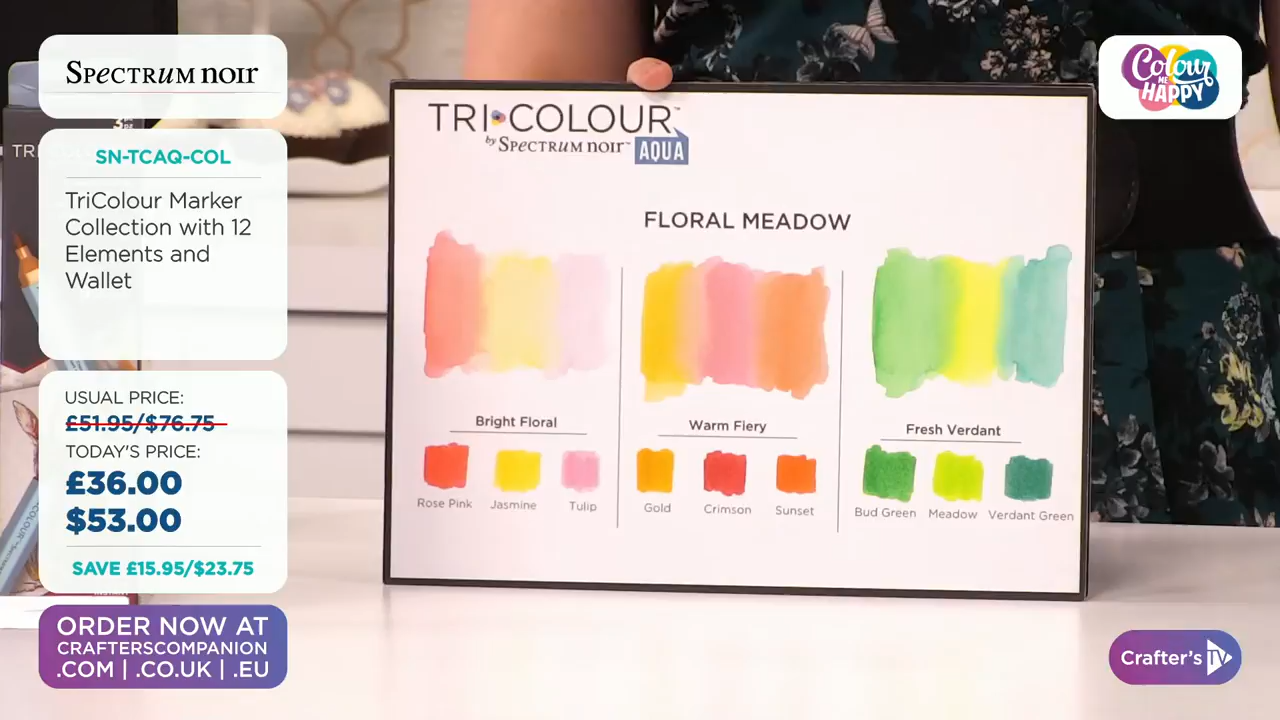 SPECTRUM NOIR
SN-TCAQ-COL
TriColour Marker
Collection with 12
Elements and
Wallet
USUAL PRICE:
£51.95/$76.75
TODAY'S PRICE:
£36.00
$53.00
SAVE £15.95/$23.75
ORDER NOW AT
CRAFTERSCOMPANION
.COM | .CO.UK | .EU
TRI COLOUR™
by SPECTRUM NOIR™ AQUA
FLORAL MEADOW
Bright Floral
Rose Pink Jasmine Tulip
Warm Fiery
Gold Crimson Sunset
Fresh Verdant
Bud Green Meadow Verdant Green
Colour
ME
HAPPY
Crafter's TV